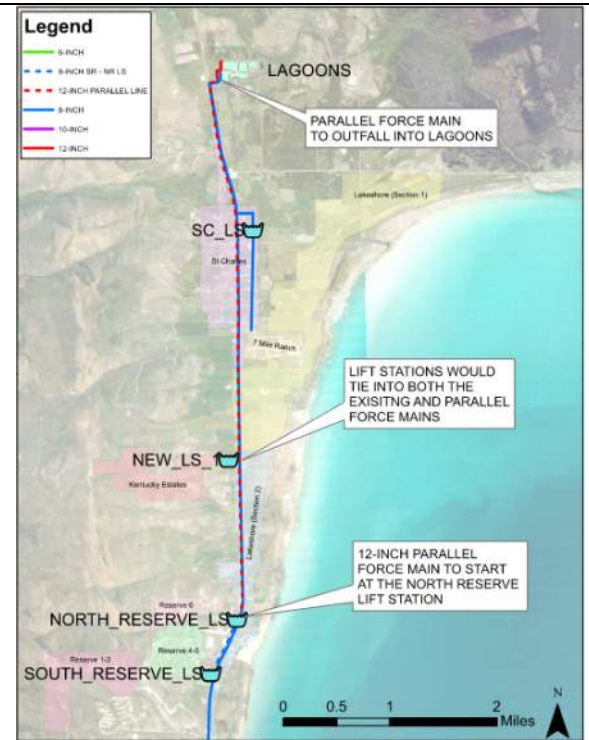 Legend
6-INCH
8-INCH SR - NR LS
12-INCH PARALLEL LINE
8-INCH
10-INCH
12-INCH
LAGOONS
PARALLEL FORCE MAIN
TO OUTFALL INTO LAGOONS
Lakeshore (Section 1)
SC_LS
St Charles
7 Mile Ranch
LIFT STATIONS WOULD
TIE INTO BOTH THE
EXISITNG AND PARALLEL
FORCE MAINS
NEW_LS_1
Kentucky Estates
Lakeshore (Section 2)
12-INCH PARALLEL
FORCE MAIN TO START
AT THE NORTH RESERVE
LIFT STATION
Reserve 6
NORTH_RESERVE_LS
Reserve 4-5
Reserve 1-3
SOUTH_RESERVE_LS
0 0.5 1 2
Miles
N